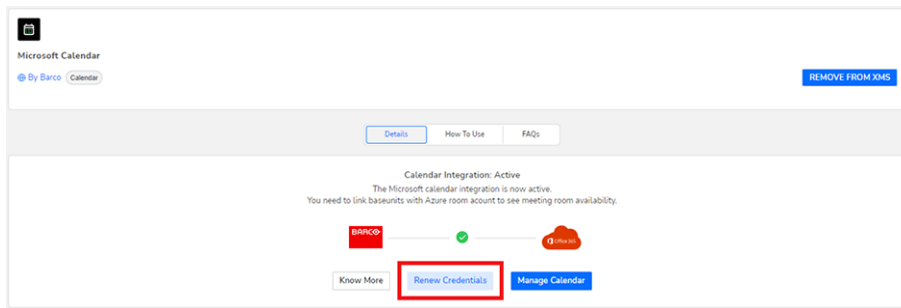 Microsoft Calendar
By Barco Calendar
REMOVE FROM XMS
Details How To Use FAQs
Calendar Integration: Active
The Microsoft calendar integration is now active.
You need to link baseunits with Azure room acount to see meeting room availability.
BARCO
Office 365
Know More Renew Credentials Manage Calendar